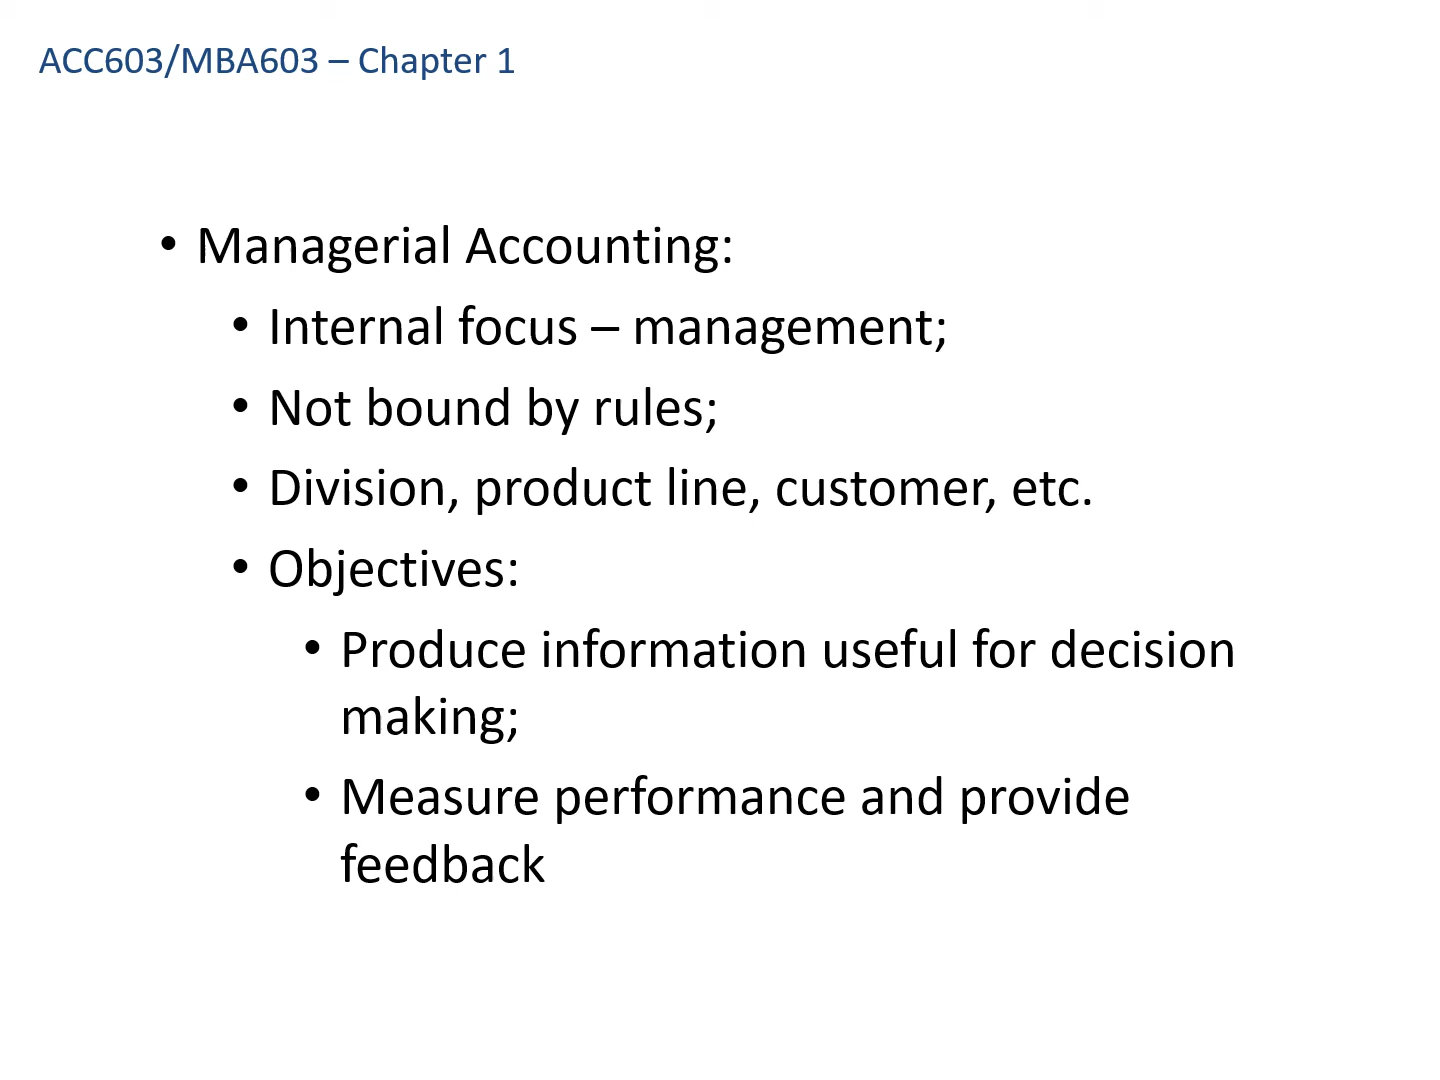 ACC603/MBA603 – Chapter 1
• Managerial Accounting:
• Internal focus – management;
• Not bound by rules;
• Division, product line, customer, etc.
• Objectives:
• Produce information useful for decision
making;
• Measure performance and provide
feedback